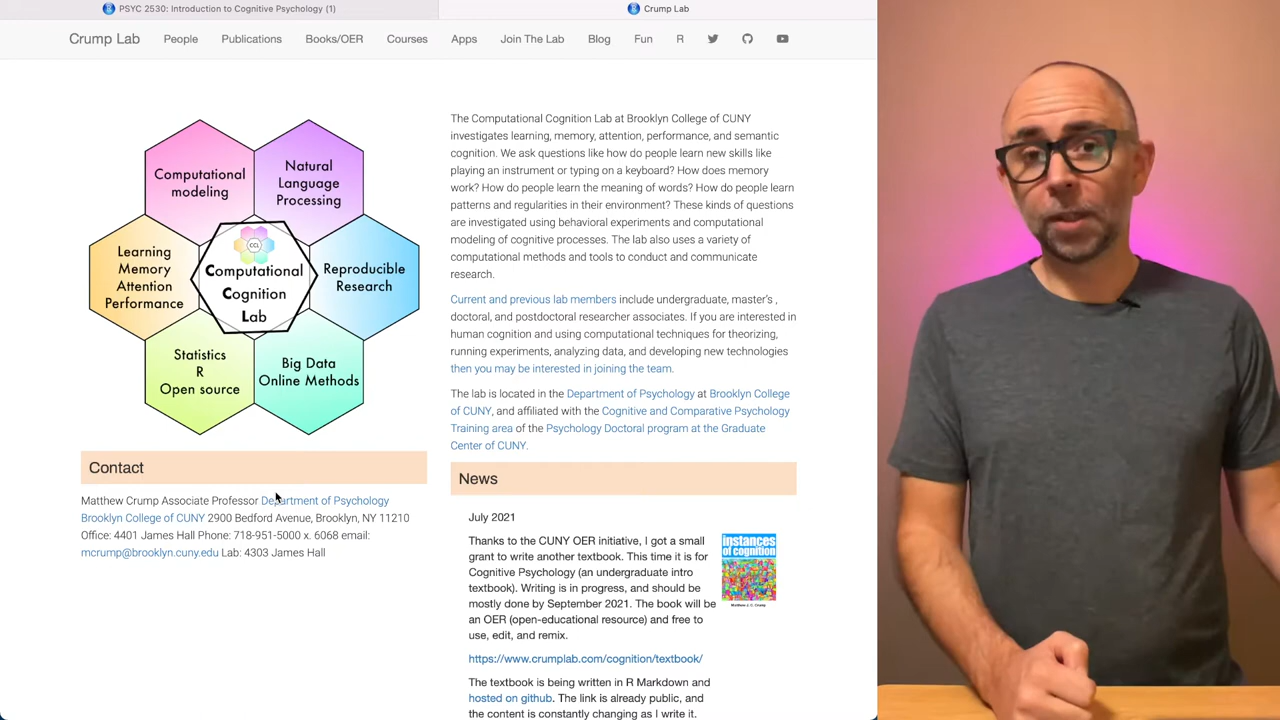 PSYC 2530: Introduction to Cognitive Psychology (1)
Crump Lab
Crump Lab People Publications Books/OER Courses Apps Join The Lab Blog Fun R
Computational
modeling
Natural
Language
Processing
Learning
Memory
Attention
Performance
CCL
Computational
Cognition
Lab
Reproducible
Research
Statistics
R
Open source
Big Data
Online Methods
Contact
Matthew Crump Associate Professor Department of Psychology
Brooklyn College of CUNY 2900 Bedford Avenue, Brooklyn, NY 11210
Office: 4401 James Hall Phone: 718-951-5000 x. 6068 email:
mcrump@brooklyn.cuny.edu Lab: 4303 James Hall
The Computational Cognition Lab at Brooklyn College of CUNY
investigates learning, memory, attention, performance, and semantic
cognition. We ask questions like how do people learn new skills like
playing an instrument or typing on a keyboard? How does memory
work? How do people learn the meaning of words? How do people learn
patterns and regularities in their environment? These kinds of questions
are investigated using behavioral experiments and computational
modeling of cognitive processes. The lab also uses a variety of
computational methods and tools to conduct and communicate
research.
Current and previous lab members include undergraduate, master's ,
doctoral, and postdoctoral researcher associates. If you are interested in
human cognition and using computational techniques for theorizing,
running experiments, analyzing data, and developing new technologies
then you may be interested in joining the team.
The lab is located in the Department of Psychology at Brooklyn College
of CUNY, and affiliated with the Cognitive and Comparative Psychology
Training area of the Psychology Doctoral program at the Graduate
Center of CUNY.
News
July 2021
Thanks to the CUNY OER initiative, I got a small
grant to write another textbook. This time it is for
Cognitive Psychology (an undergraduate intro
textbook). Writing is in progress, and should be
mostly done by September 2021. The book will be
an OER (open-educational resource) and free to
use, edit, and remix.
instances
of cognition
Matthew J. C. Crump
https://www.crumplab.com/cognition/textbook/
The textbook is being written in R Markdown and
hosted on github. The link is already public, and
the content is constantly changing as I write it.